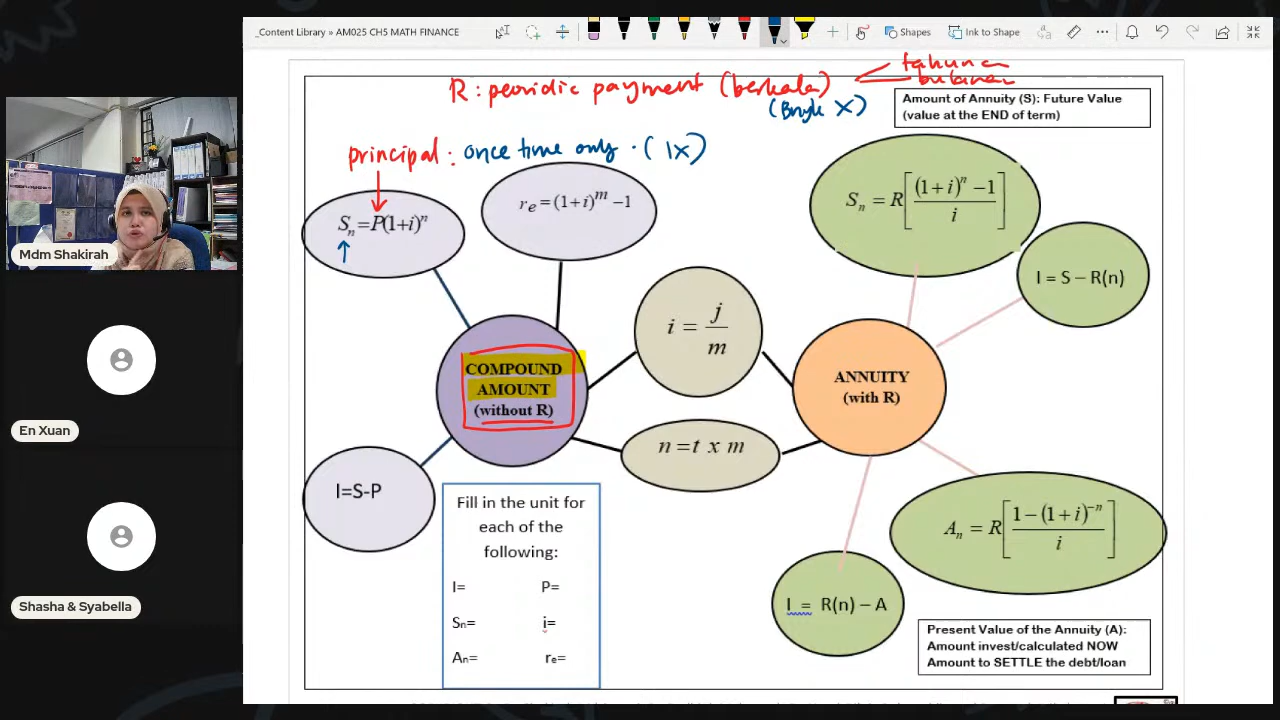 _Content Library » AM025 CH5 MATH FINANCE
Shapes
Ink to Shape
R: peoridic payment (berkala)
tahunan
bulanan
(Bnyk X)
principal: once time only. (1X)
Amount of Annuity (S): Future Value
(value at the END of term)
Sₙ=P(1+i)ⁿ
rₑ=(1+i)ᵐ−1
Sₙ = R[((1+i)ⁿ −1)/i]
I = S – R(n)
i = j/m
COMPOUND
AMOUNT
(without R)
ANNUITY
(with R)
n=t x m
I=S-P
Aₙ = R[(1−(1+i)⁻ⁿ)/i]
I = R(n) – A
Fill in the unit for
each of the
following:
I= P=
Sₙ= i=
Aₙ= rₑ=
Present Value of the Annuity (A):
Amount invest/calculated NOW
Amount to SETTLE the debt/loan
Mdm Shakirah
En Xuan
Shasha & Syabella